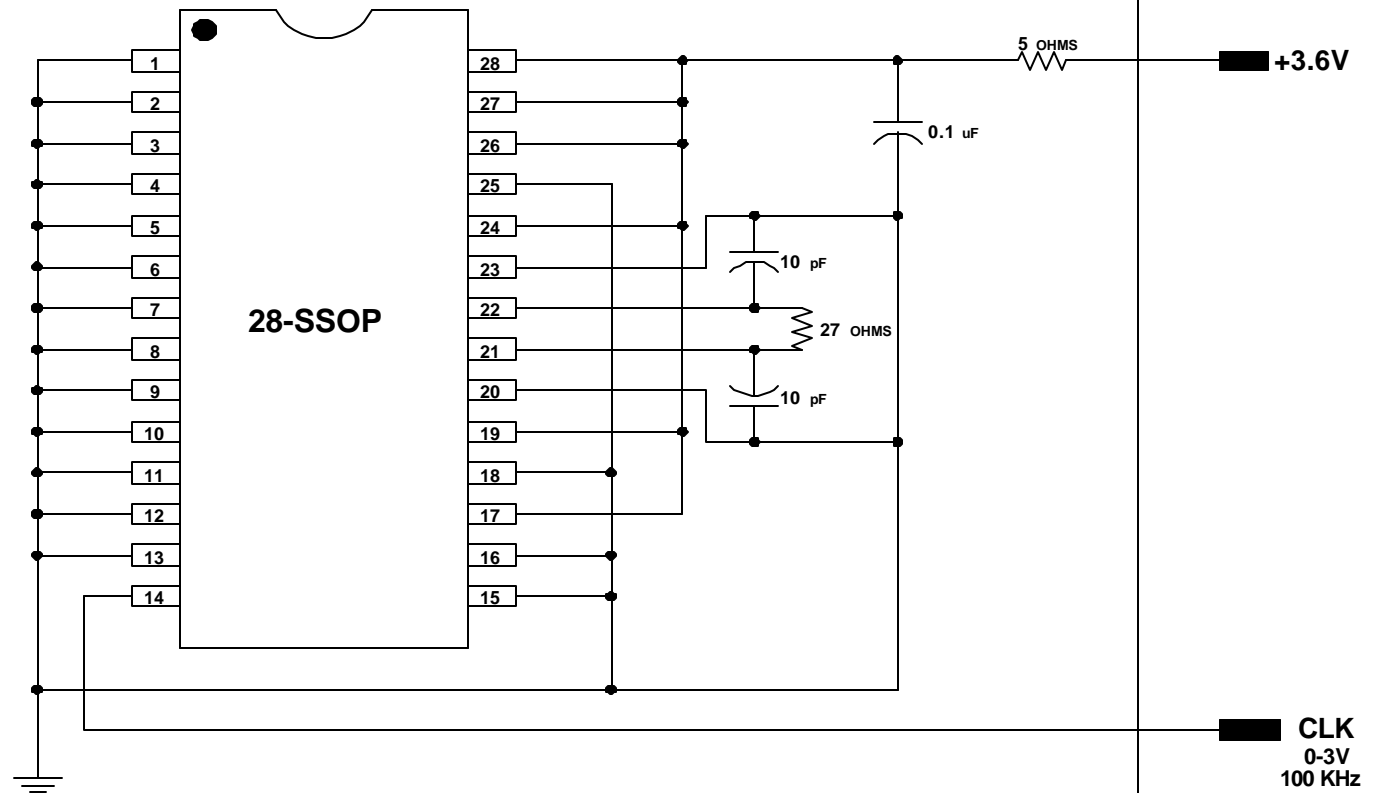 5 OHMS
+3.6V
1 28
2 27
3 26
0.1 uF
4 25
5 24
6 23
10 pF
7 22
28-SSOP
27 OHMS
8 21
9 20
10 pF
10 19
11 18
12 17
13 16
14 15
CLK
0-3V
100 KHz